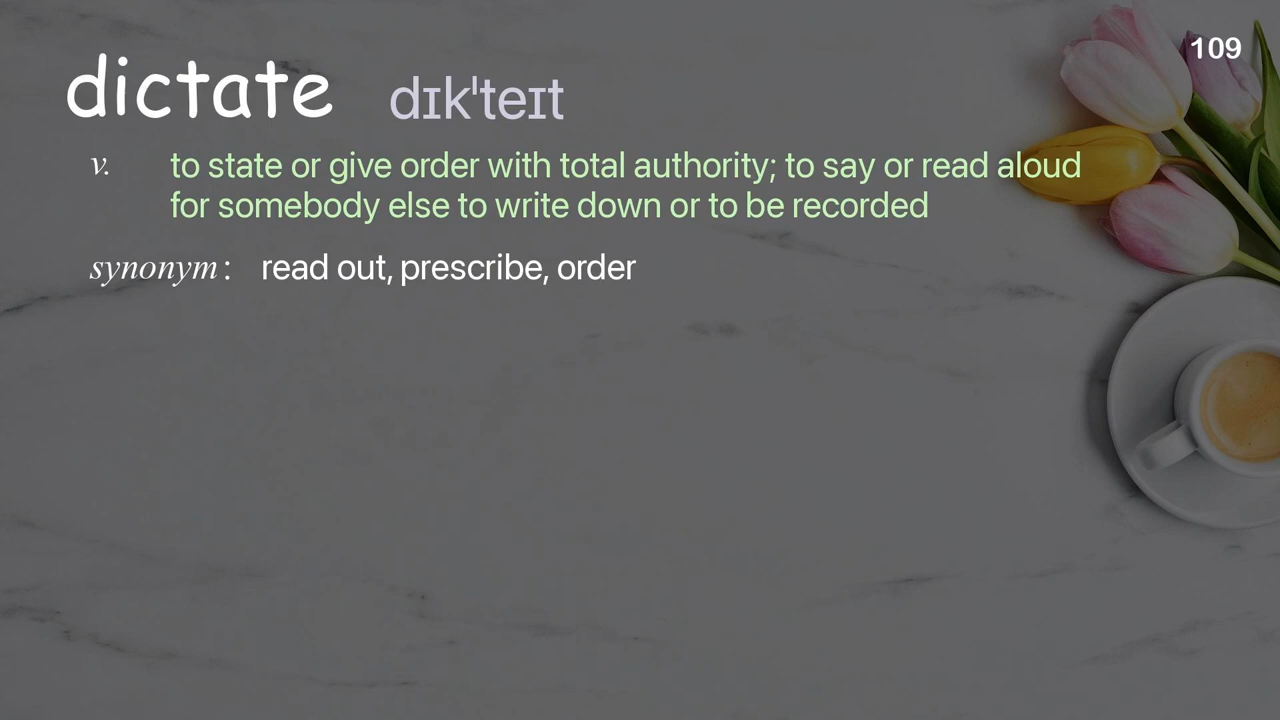 109
dictate dɪkˈteɪt
v. to state or give order with total authority; to say or read aloud
for somebody else to write down or to be recorded
synonym: read out, prescribe, order